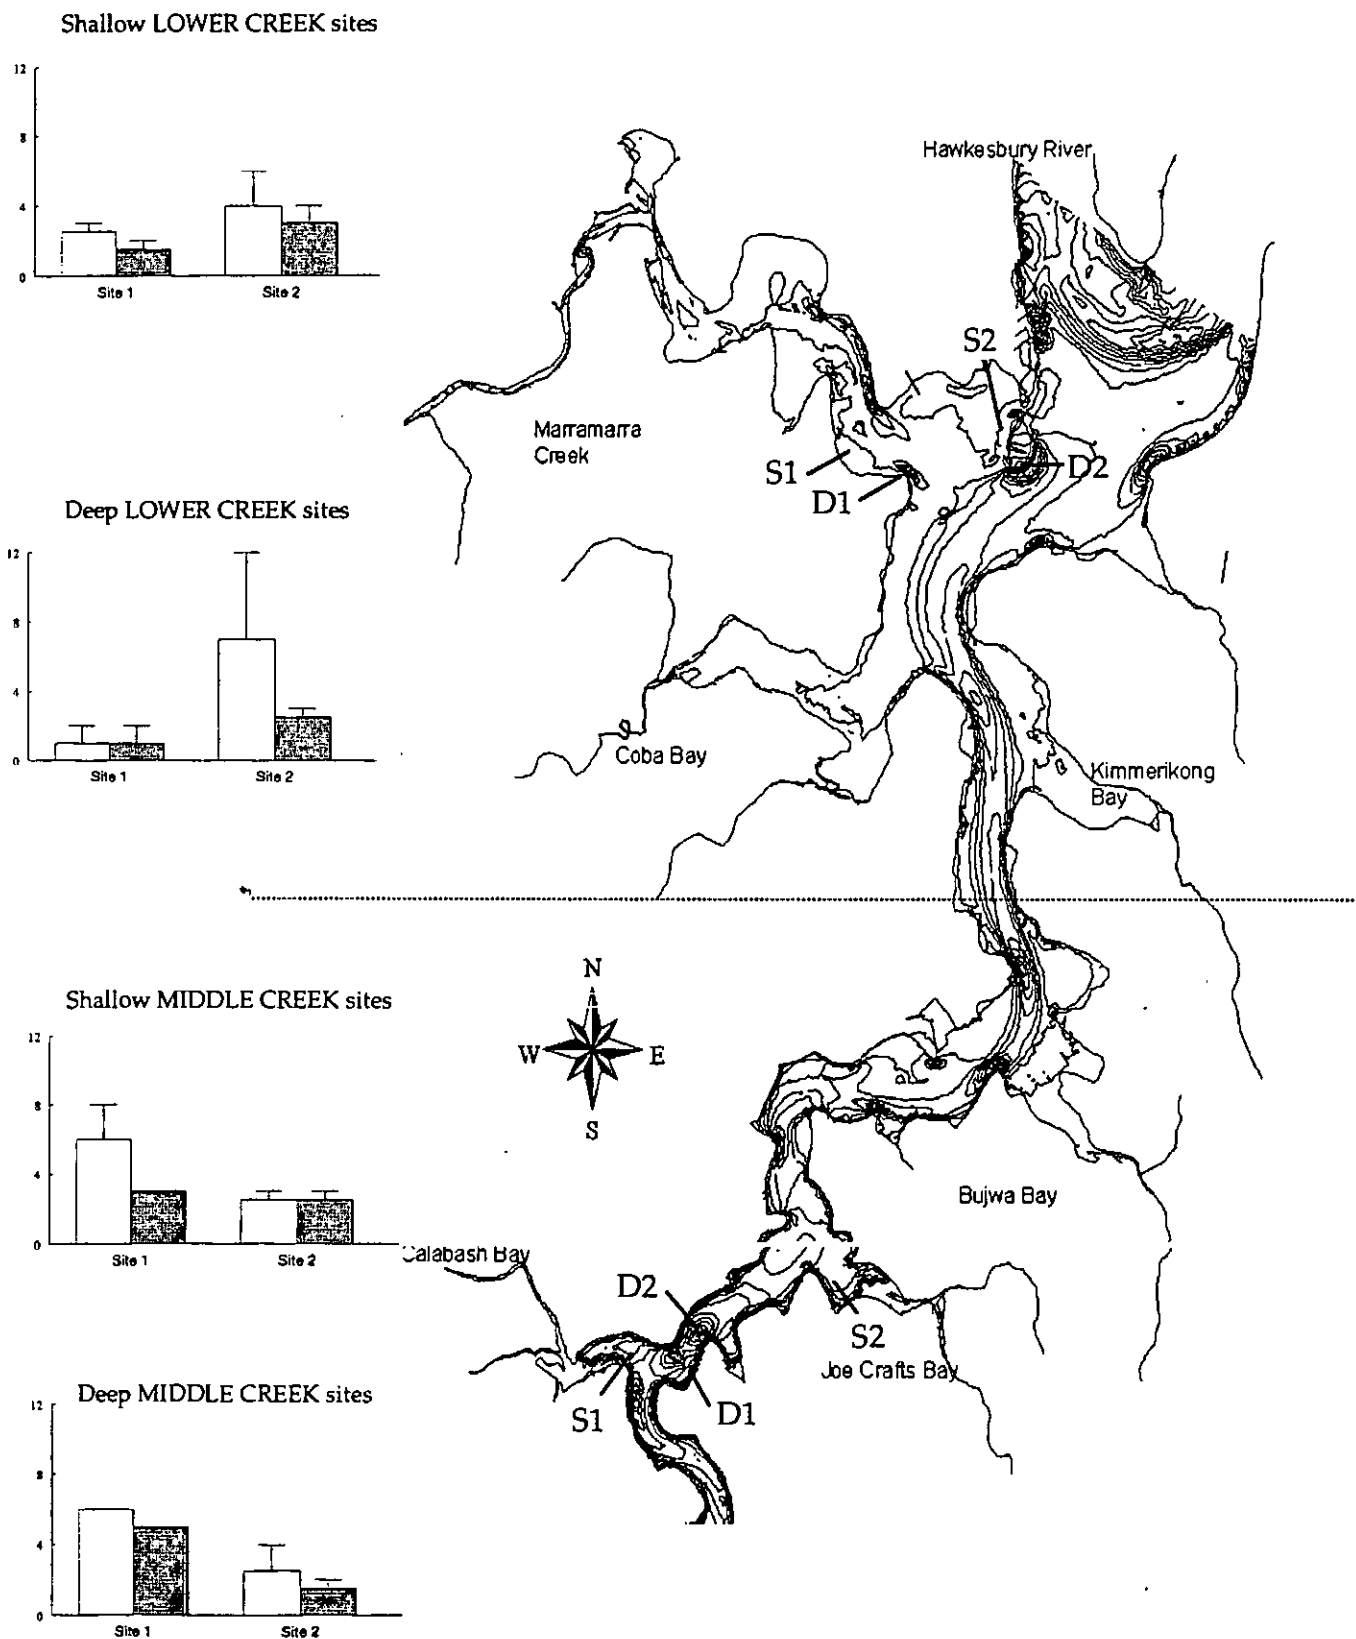 Shallow LOWER CREEK sites
12
8
4
0
Site 1
Site 2
Deep LOWER CREEK sites
12
8
4
0
Site 1
Site 2
Shallow MIDDLE CREEK sites
12
8
4
0
Site 1
Site 2
Deep MIDDLE CREEK sites
12
8
4
0
Site 1
Site 2
Hawkesbury River
S2
Marramarra
Creek
S1
D2
D1
Coba Bay
Kimmerikong
Bay
N
W
E
S
Bujwa Bay
Calabash Bay
D2
S2
Joe Crafts Bay
S1
D1